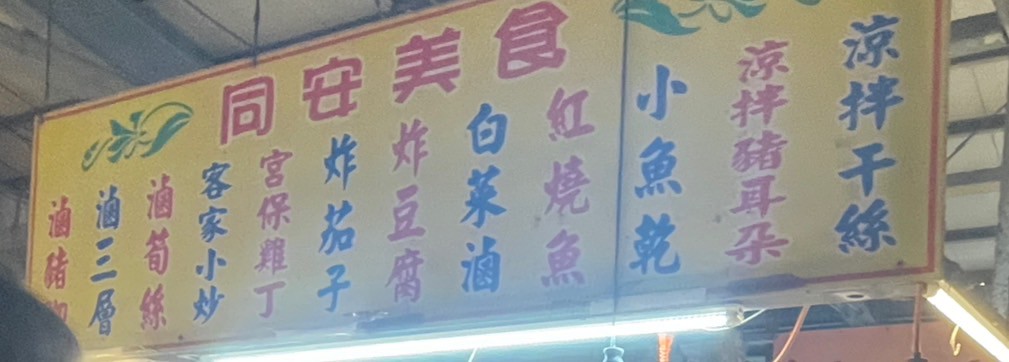 同安美食
涼拌干絲
涼拌豬耳朵
小魚乾
紅燒魚
白菜滷
炸豆腐
炸茄子
宮保雞丁
客家小炒
滷筍絲
滷三層
滷豬